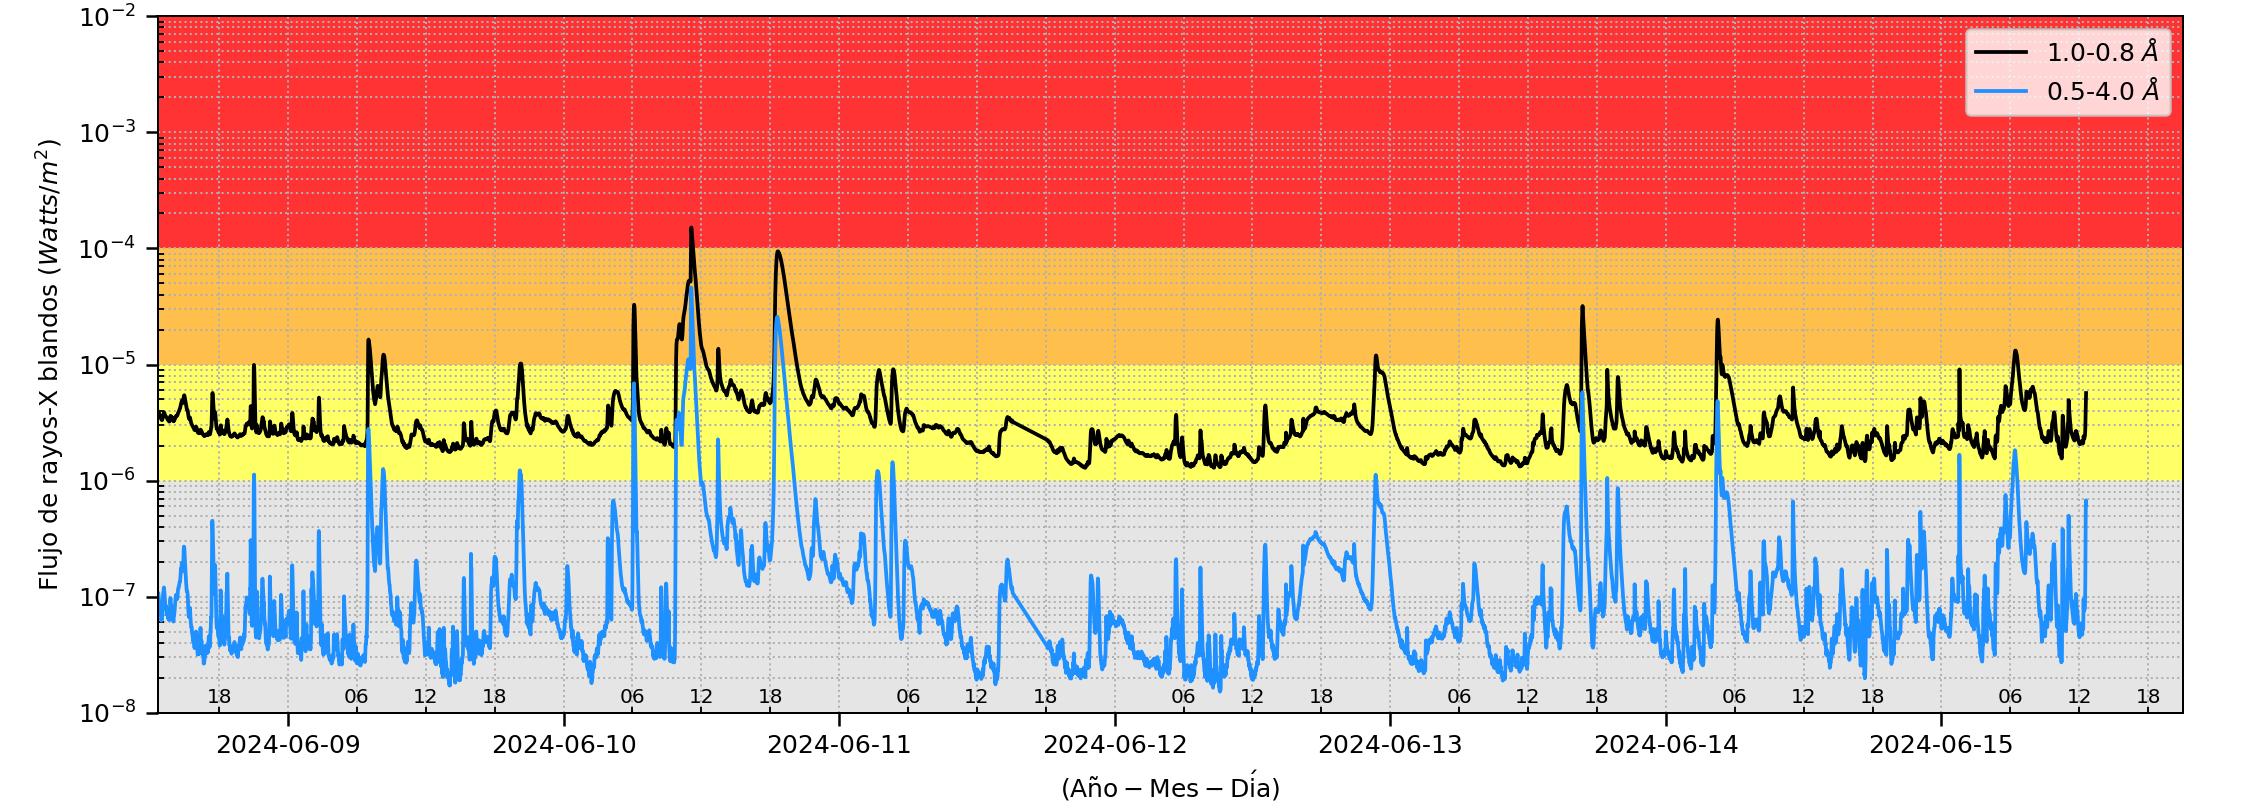 10⁻²
10⁻³
10⁻⁴
10⁻⁵
10⁻⁶
10⁻⁷
10⁻⁸
Flujo de rayos-X blandos (Watts/m²)
1.0-0.8 Å
0.5-4.0 Å
18 06 12 18 06 12 18 06 12 18 06 12 18 06 12 18 06 12 18 06 12 18
2024-06-09 2024-06-10 2024-06-11 2024-06-12 2024-06-13 2024-06-14 2024-06-15
(Año − Mes − Día)